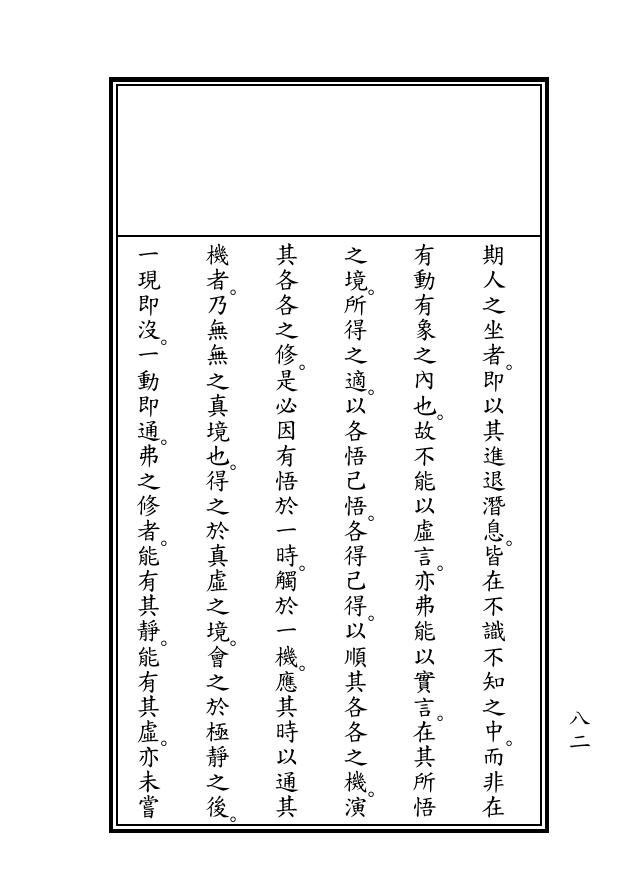 期人之坐者。即以其進退潛息。皆在不識不知之中。而非在
有動有象之內也。故不能以虛言。亦弗能以實言。在其所悟
之境。所得之適。以各悟己悟。各得己得。以順其各各之機。演
其各各之修。是必因有悟於一時。觸於一機。應其時以通其
機者。乃無無之真境也。得之於真虛之境。會之於極靜之後。
一現即沒。一動即通。弗之修者。能有其靜。能有其虛。亦未嘗
八二